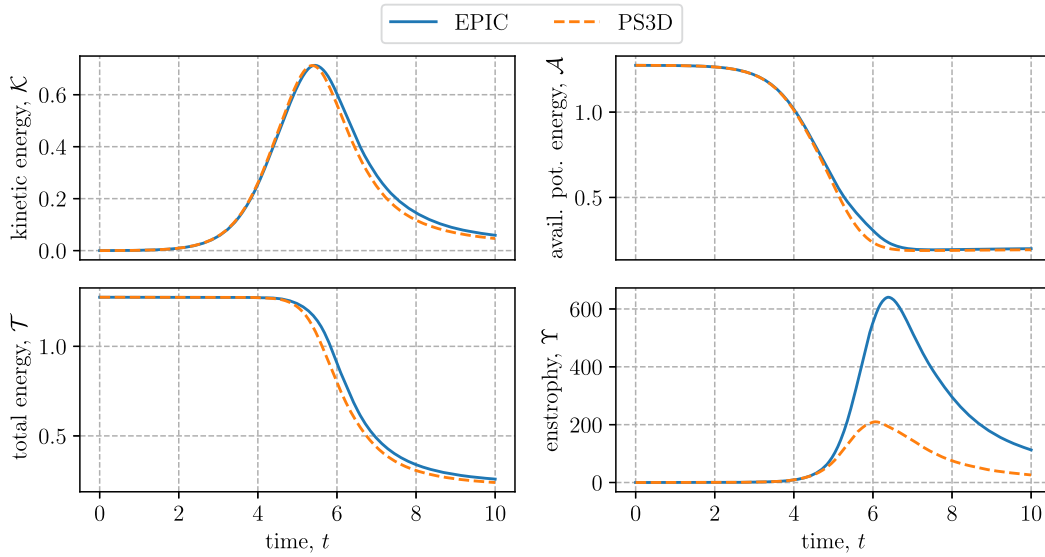 EPIC PS3D
kinetic energy, 𝒦
0.6
0.4
0.2
0.0
avail. pot. energy, 𝒜
1.0
0.5
total energy, 𝒯
1.0
0.5
0 2 4 6 8 10
time, t
enstrophy, ϒ
600
400
200
0
0 2 4 6 8 10
time, t